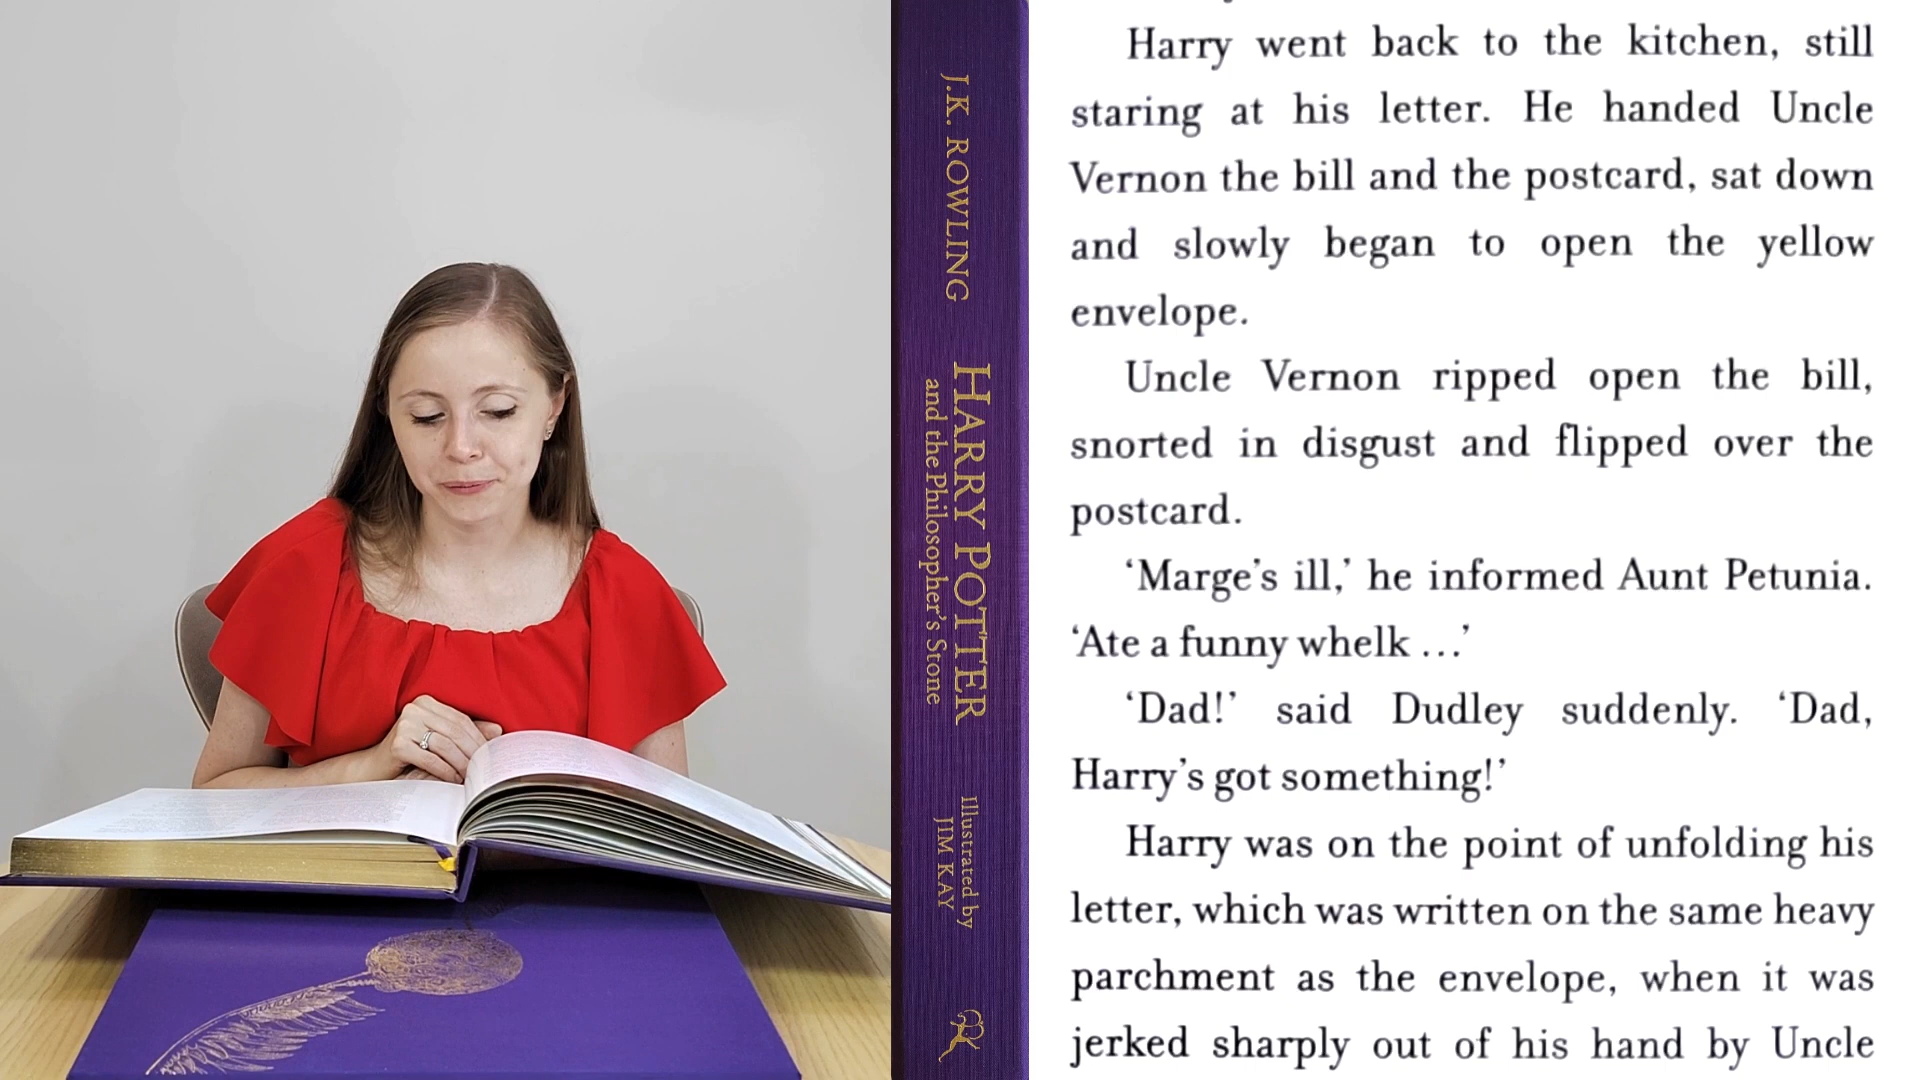 J.K. ROWLING
HARRY POTTER
and the Philosopher's Stone
Illustrated by
JIM KAY
Harry went back to the kitchen, still
staring at his letter. He handed Uncle
Vernon the bill and the postcard, sat down
and slowly began to open the yellow
envelope.
Uncle Vernon ripped open the bill,
snorted in disgust and flipped over the
postcard.
‘Marge’s ill,’ he informed Aunt Petunia.
‘Ate a funny whelk …’
‘Dad!’ said Dudley suddenly. ‘Dad,
Harry’s got something!’
Harry was on the point of unfolding his
letter, which was written on the same heavy
parchment as the envelope, when it was
jerked sharply out of his hand by Uncle